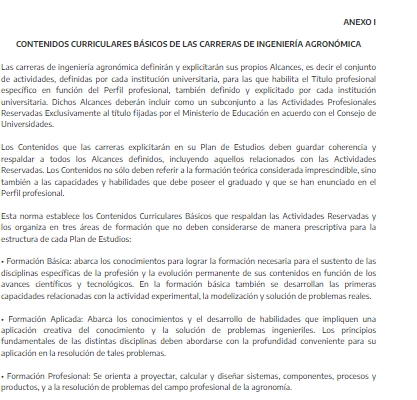 ANEXO I
CONTENIDOS CURRICULARES BÁSICOS DE LAS CARRERAS DE INGENIERÍA AGRONÓMICA
Las carreras de ingeniería agronómica definirán y explicitarán sus propios Alcances, es decir el conjunto
de actividades, definidas por cada institución universitaria, para las que habilita el Título profesional
específico en función del Perfil profesional, también definido y explicitado por cada institución
universitaria. Dichos Alcances deberán incluir como un subconjunto a las Actividades Profesionales
Reservadas Exclusivamente al título fijadas por el Ministerio de Educación en acuerdo con el Consejo de
Universidades.
Los Contenidos que las carreras explicitarán en su Plan de Estudios deben guardar coherencia y
respaldar a todos los Alcances definidos, incluyendo aquellos relacionados con las Actividades
Reservadas. Los Contenidos no sólo deben referir a la formación teórica considerada imprescindible, sino
también a las capacidades y habilidades que debe poseer el graduado y que se han enunciado en el
Perfil profesional.
Esta norma establece los Contenidos Curriculares Básicos que respaldan las Actividades Reservadas y
los organiza en tres áreas de formación que no deben considerarse de manera prescriptiva para la
estructura de cada Plan de Estudios:
• Formación Básica: abarca los conocimientos para lograr la formación necesaria para el sustento de las
disciplinas específicas de la profesión y la evolución permanente de sus contenidos en función de los
avances científicos y tecnológicos. En la formación básica también se desarrollan las primeras
capacidades relacionadas con la actividad experimental, la modelización y solución de problemas reales.
• Formación Aplicada: Abarca los conocimientos y el desarrollo de habilidades que impliquen una
aplicación creativa del conocimiento y la solución de problemas ingenieriles. Los principios
fundamentales de las distintas disciplinas deben abordarse con la profundidad conveniente para su
aplicación en la resolución de tales problemas.
• Formación Profesional: Se orienta a proyectar, calcular y diseñar sistemas, componentes, procesos y
productos, y a la resolución de problemas del campo profesional de la agronomía.